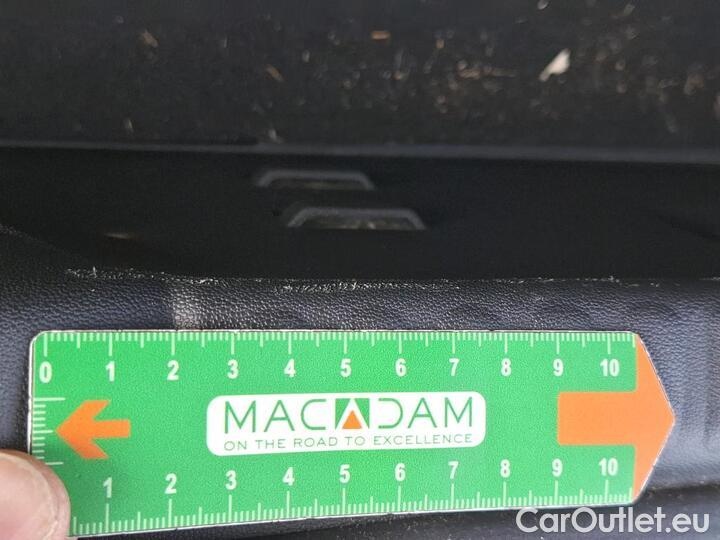 0 1 2 3 4 5 6 7 8 9 10
MACADAM
ON THE ROAD TO EXCELLENCE
1 2 3 4 5 6 7 8 9 10
CarOutlet.eu